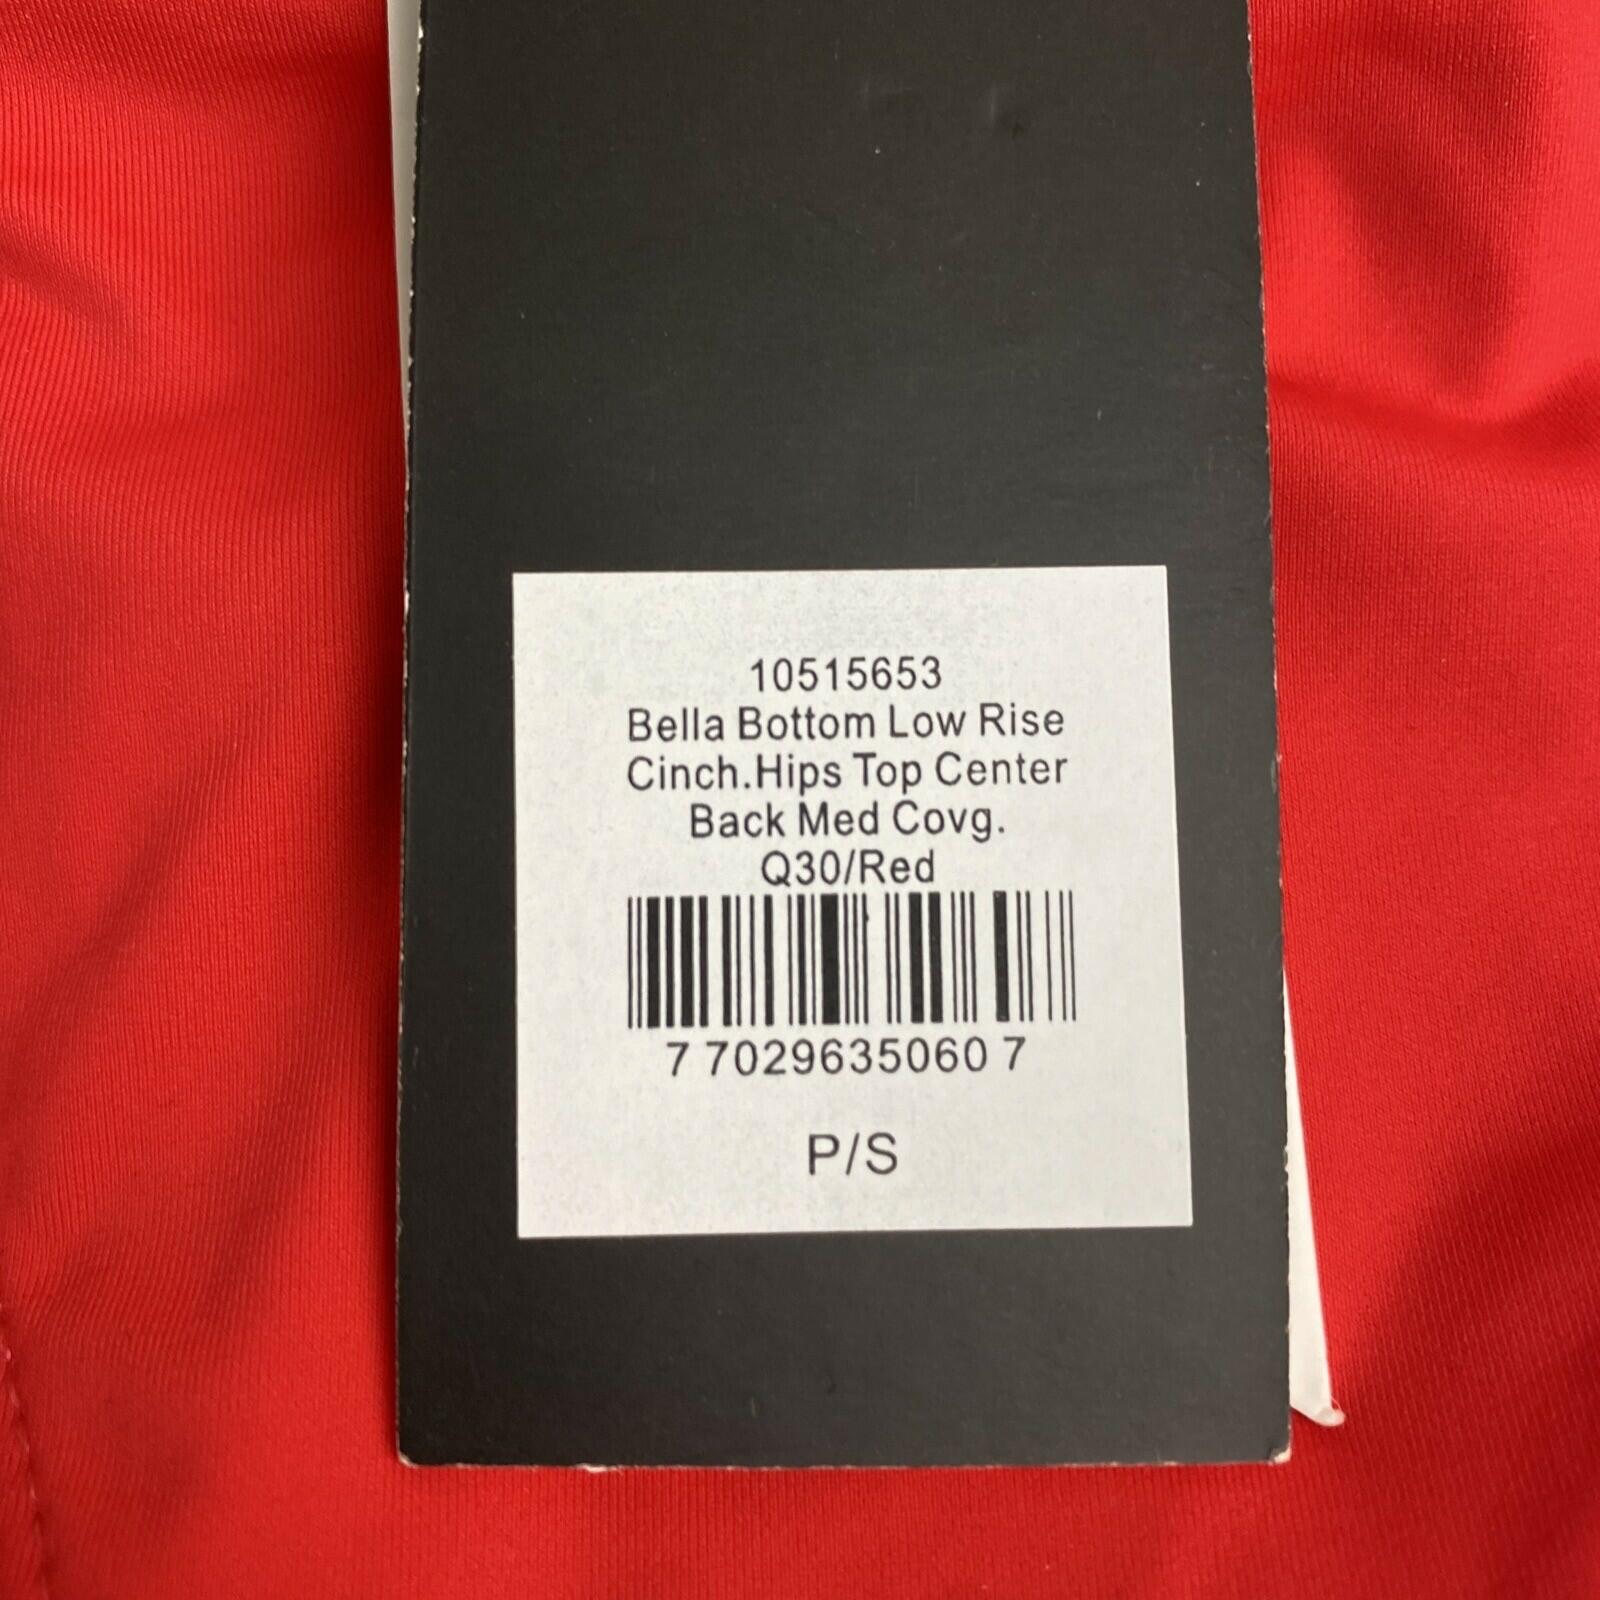 10515653
Bella Bottom Low Rise
Cinch.Hips Top Center
Back Med Covg.
Q30/Red
7 7029635060 7
P/S